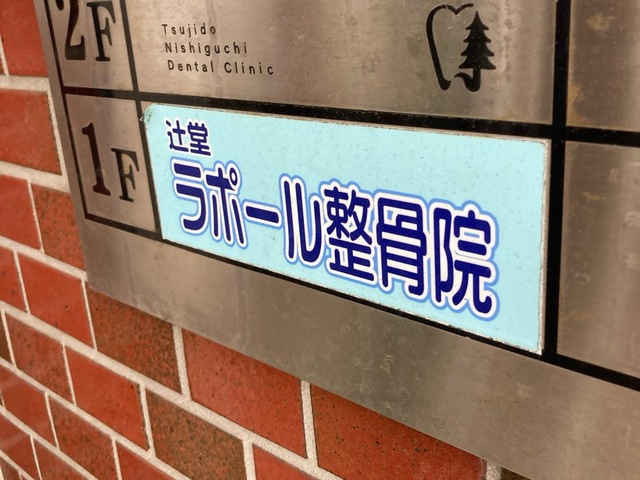 2F
Tsujido
Nishiguchi
Dental Clinic
1F
辻堂
ラポール整骨院